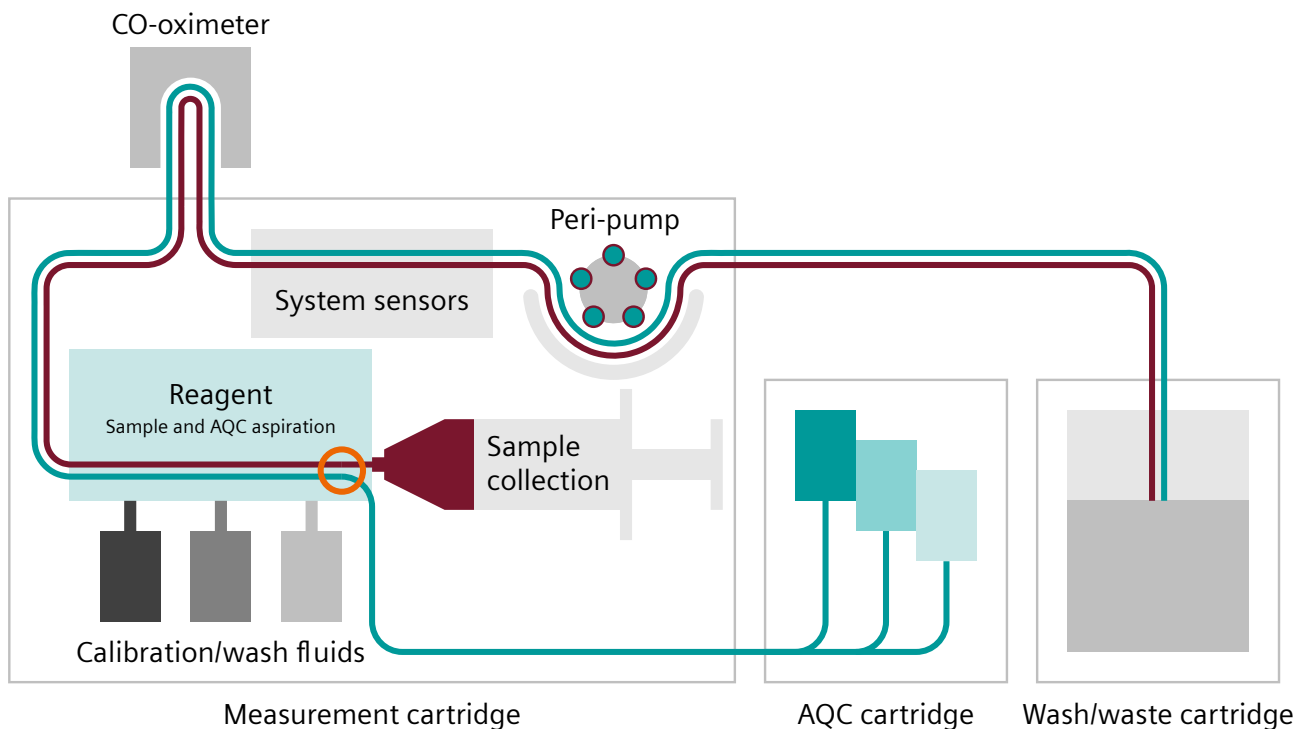 CO-oximeter
Peri-pump
System sensors
Reagent
Sample and AQC aspiration
Sample
collection
Calibration/wash fluids
Measurement cartridge
AQC cartridge
Wash/waste cartridge